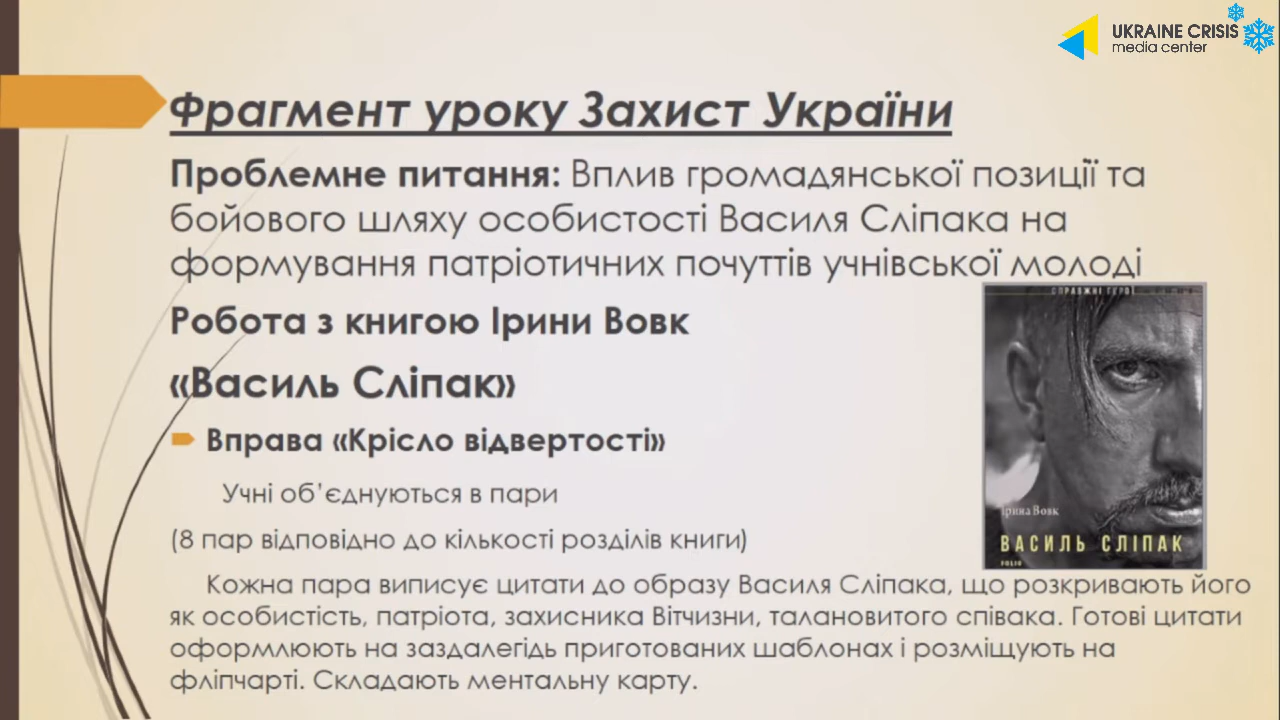 UKRAINE CRISIS
media center
Фрагмент уроку Захист України
Проблемне питання: Вплив громадянської позиції та
бойового шляху особистості Василя Сліпака на
формування патріотичних почуттів учнівської молоді
Робота з книгою Ірини Вовк
«Василь Сліпак»
Вправа «Крісло відвертості»
Учні об’єднуються в пари
(8 пар відповідно до кількості розділів книги)
СПРАВЖНІ ГЕРОЇ
Ірина Вовк
ВАСИЛЬ СЛІПАК
FOLIO
Кожна пара виписує цитати до образу Василя Сліпака, що розкривають його
як особистість, патріота, захисника Вітчизни, талановитого співака. Готові цитати
оформлюють на заздалегідь приготованих шаблонах і розміщують на
фліпчарті. Складають ментальну карту.